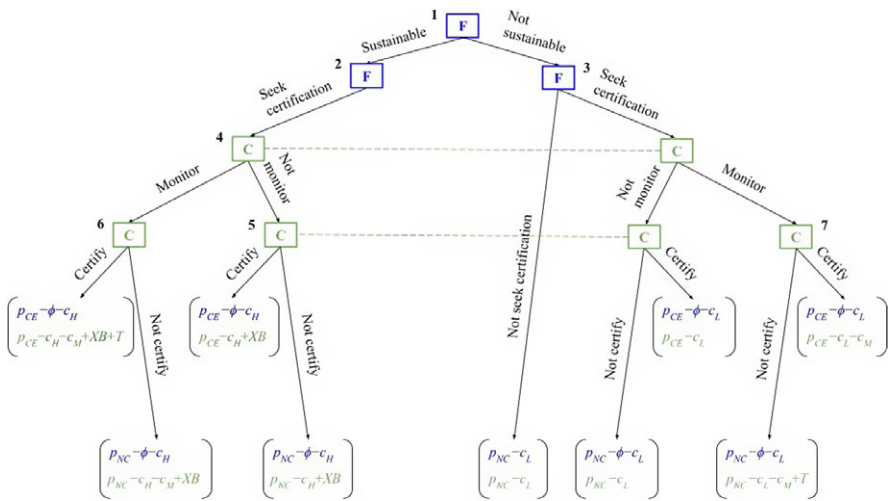 1
F
Sustainable
Not
sustainable
2
F
3
F
Seek
certification
Seek
certification
4
C
C
Monitor
Not
monitor
Not
monitor
Monitor
6
C
5
C
C
7
C
Certify
Certify
Certify
Certify
Not certify
Not certify
Not seek certification
Not certify
Not certify
p_CE−ϕ−c_H
p_CE−c_H−c_M+XB+T
p_CE−ϕ−c_H
p_CE−c_H+XB
p_CE−ϕ−c_L
p_CE−c_L
p_CE−ϕ−c_L
p_CE−c_L−c_M
p_NC−ϕ−c_H
p_NC−c_H−c_M+XB
p_NC−ϕ−c_H
p_NC−c_H+XB
p_NC−c_L
p_NC−c_L
p_NC−ϕ−c_L
p_NC−c_L
p_NC−ϕ−c_L
p_NC−c_L−c_M+T